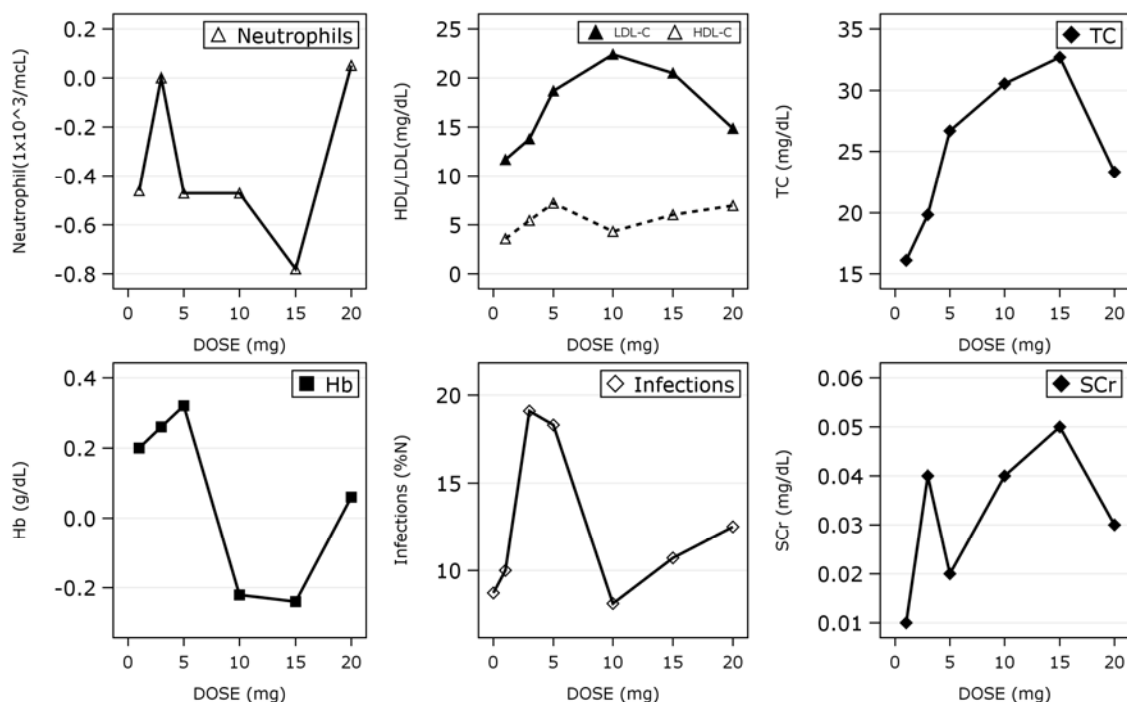 Neutrophils
Neutrophil(1x10^3/mcL)
0.2
0.0
-0.2
-0.4
-0.6
-0.8
0 5 10 15 20
DOSE (mg)
LDL-C HDL-C
HDL/LDL(mg/dL)
25
20
15
10
5
0
0 5 10 15 20
DOSE (mg)
TC
TC (mg/dL)
35
30
25
20
15
0 5 10 15 20
DOSE (mg)
Hb
Hb (g/dL)
0.4
0.2
0.0
-0.2
0 5 10 15 20
DOSE (mg)
Infections
Infections (%N)
20
15
10
0 5 10 15 20
DOSE (mg)
SCr
SCr (mg/dL)
0.06
0.05
0.04
0.03
0.02
0.01
0 5 10 15 20
DOSE (mg)